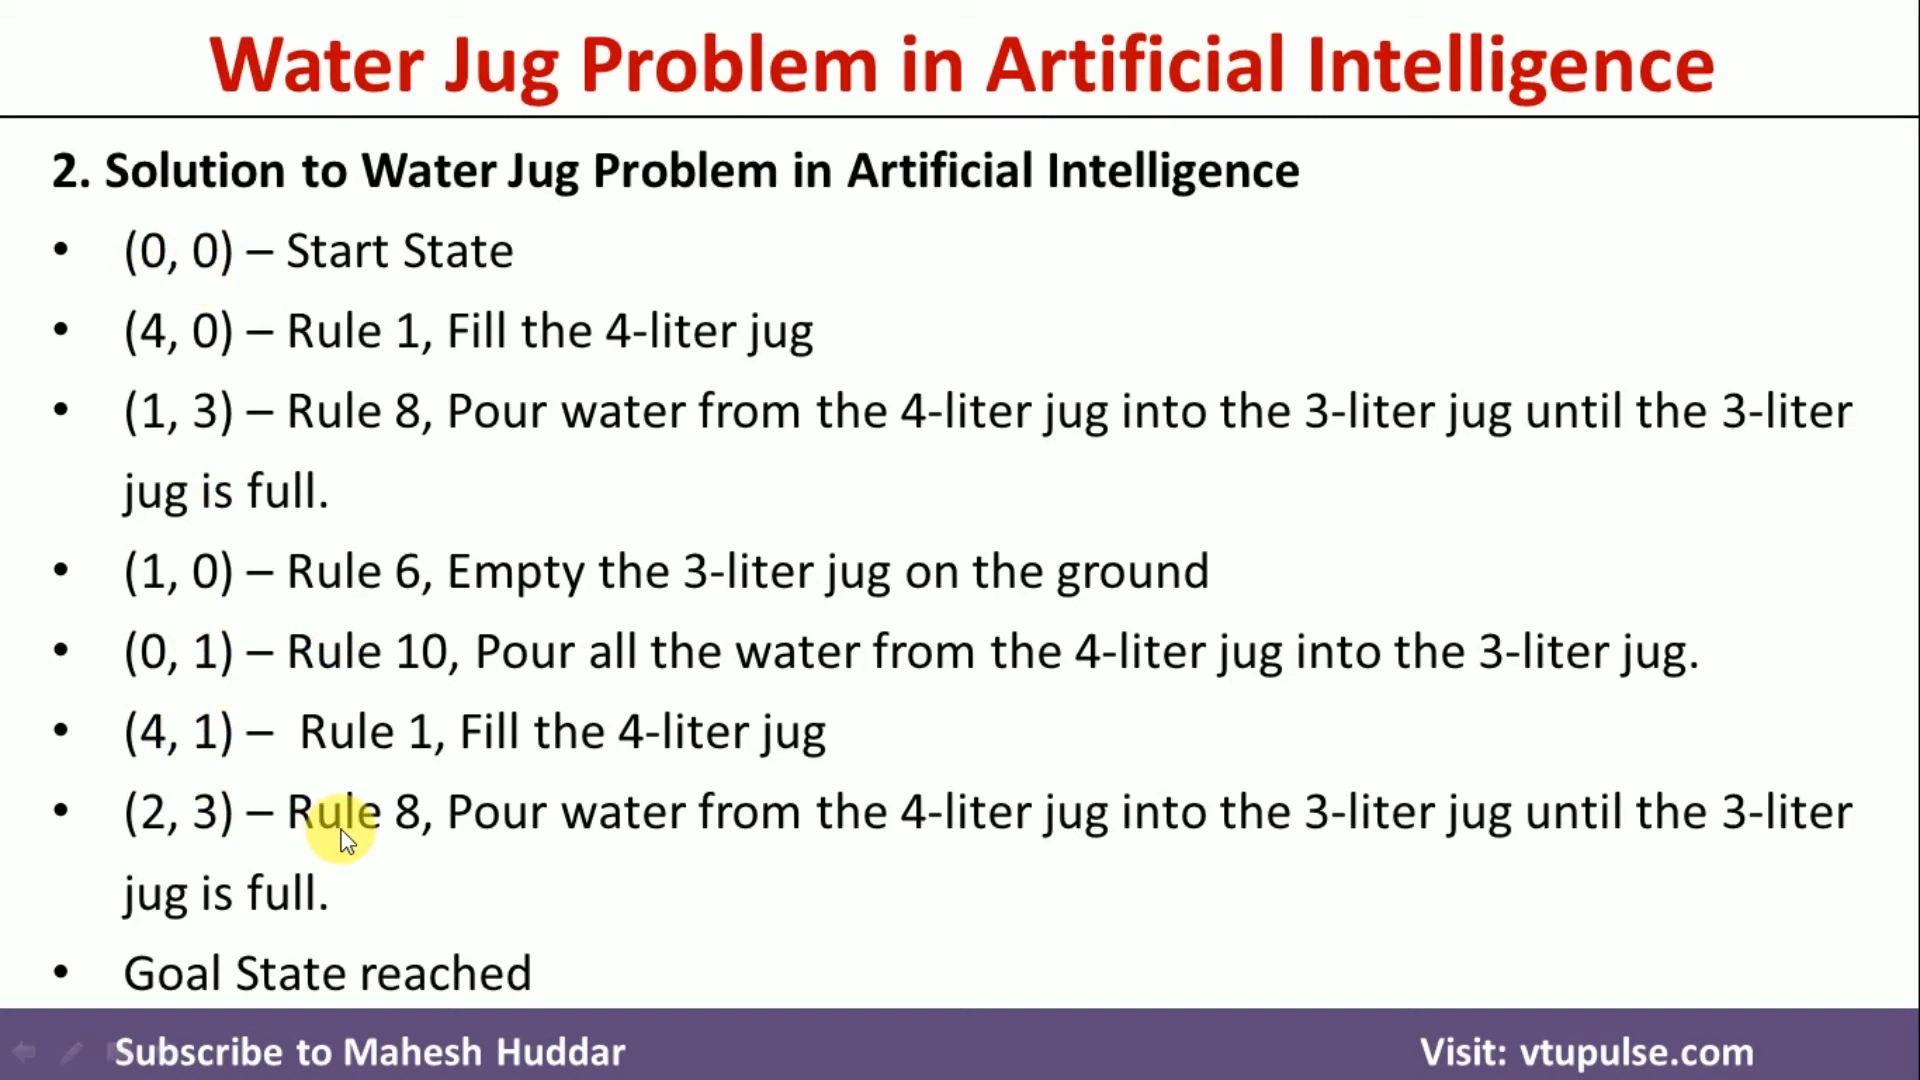 Water Jug Problem in Artificial Intelligence
2. Solution to Water Jug Problem in Artificial Intelligence
• (0, 0) – Start State
• (4, 0) – Rule 1, Fill the 4-liter jug
• (1, 3) – Rule 8, Pour water from the 4-liter jug into the 3-liter jug until the 3-liter
jug is full.
• (1, 0) – Rule 6, Empty the 3-liter jug on the ground
• (0, 1) – Rule 10, Pour all the water from the 4-liter jug into the 3-liter jug.
• (4, 1) – Rule 1, Fill the 4-liter jug
• (2, 3) – Rule 8, Pour water from the 4-liter jug into the 3-liter jug until the 3-liter
jug is full.
• Goal State reached
Subscribe to Mahesh Huddar
Visit: vtupulse.com